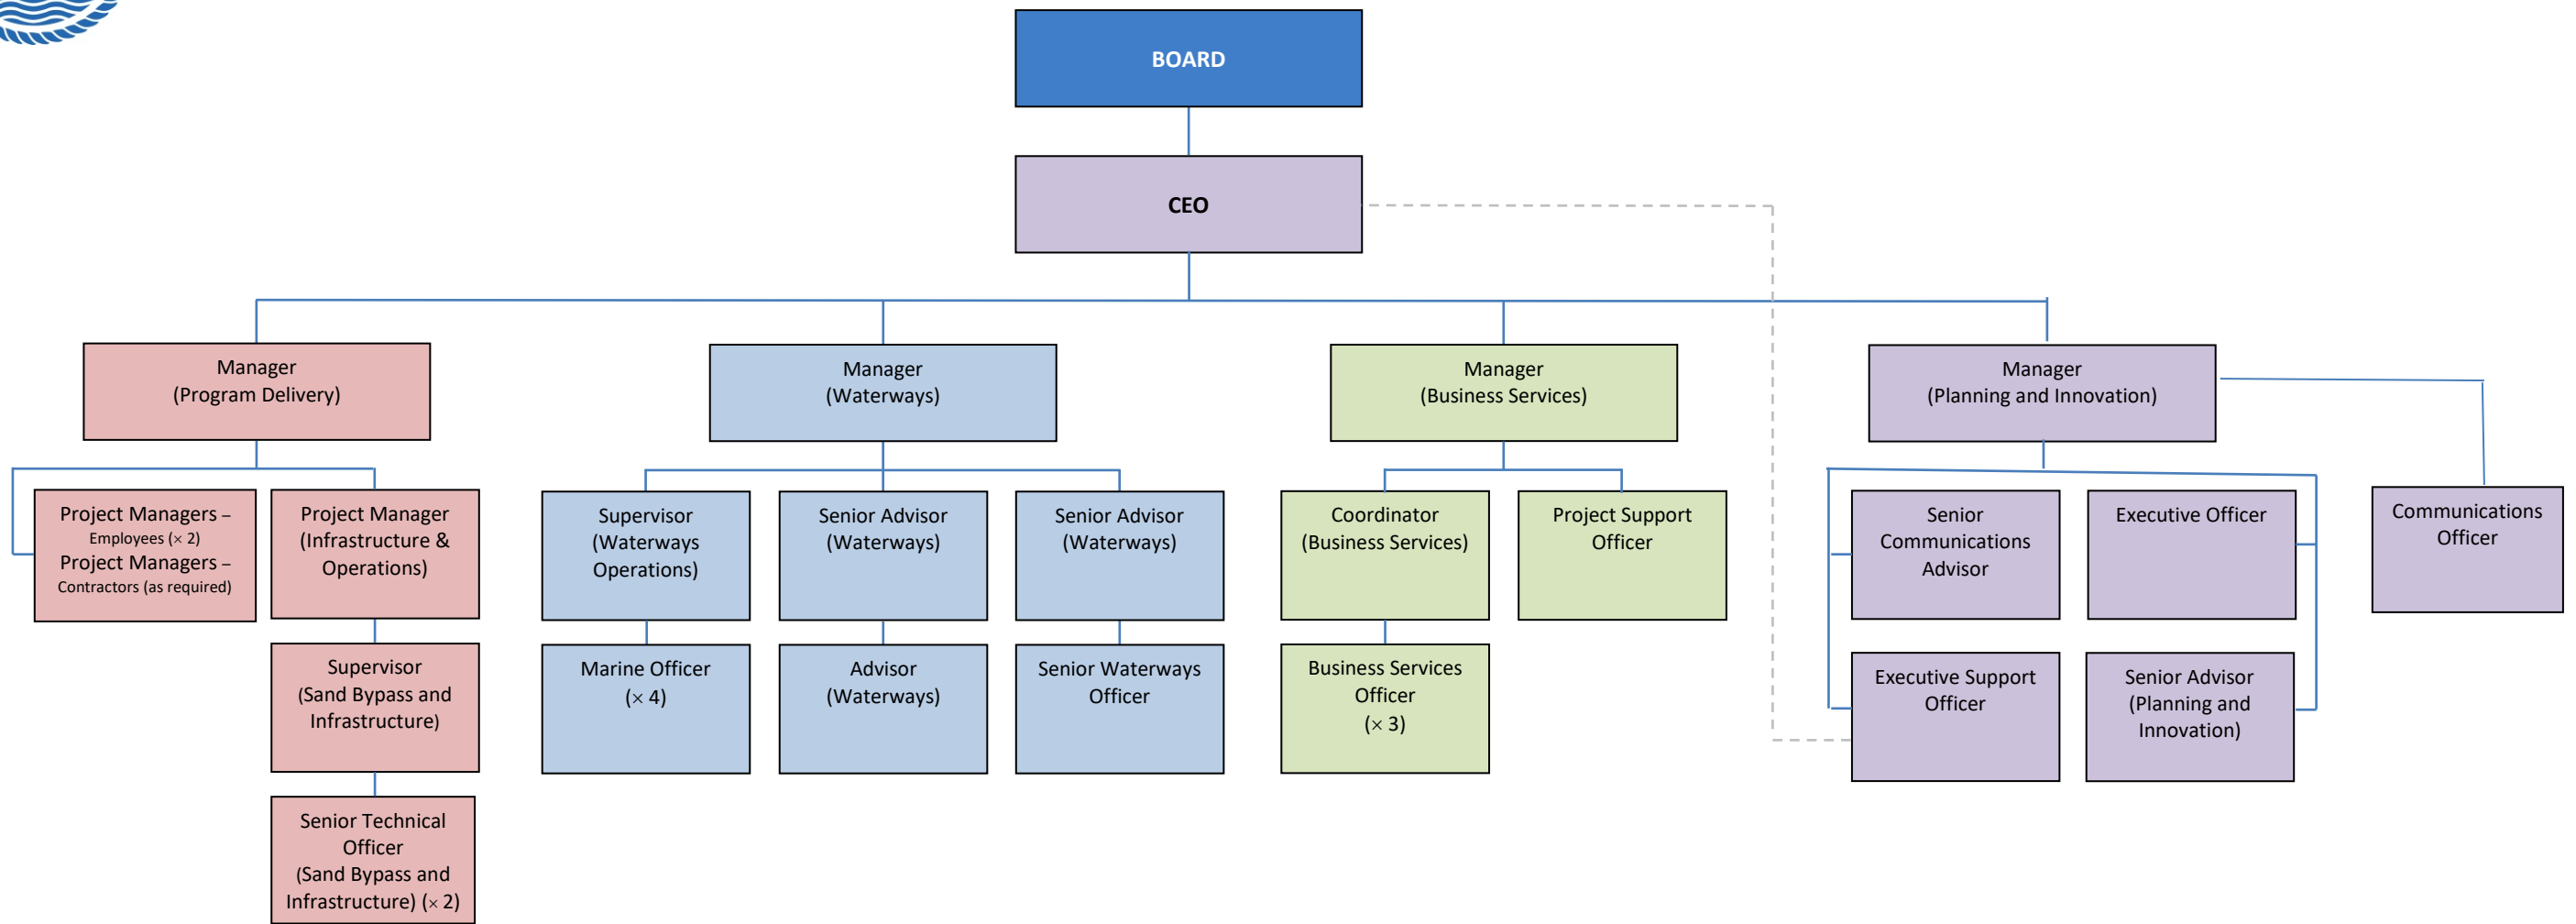 BOARD
CEO
Manager
(Program Delivery)
Manager
(Waterways)
Manager
(Business Services)
Manager
(Planning and Innovation)
Project Managers –
Employees (× 2)
Project Managers –
Contractors (as required)
Project Manager
(Infrastructure &
Operations)
Supervisor
(Waterways
Operations)
Senior Advisor
(Waterways)
Senior Advisor
(Waterways)
Coordinator
(Business Services)
Project Support
Officer
Senior
Communications
Advisor
Executive Officer
Communications
Officer
Supervisor
(Sand Bypass and
Infrastructure)
Marine Officer
(× 4)
Advisor
(Waterways)
Senior Waterways
Officer
Business Services
Officer
(× 3)
Executive Support
Officer
Senior Advisor
(Planning and
Innovation)
Senior Technical
Officer
(Sand Bypass and
Infrastructure) (× 2)